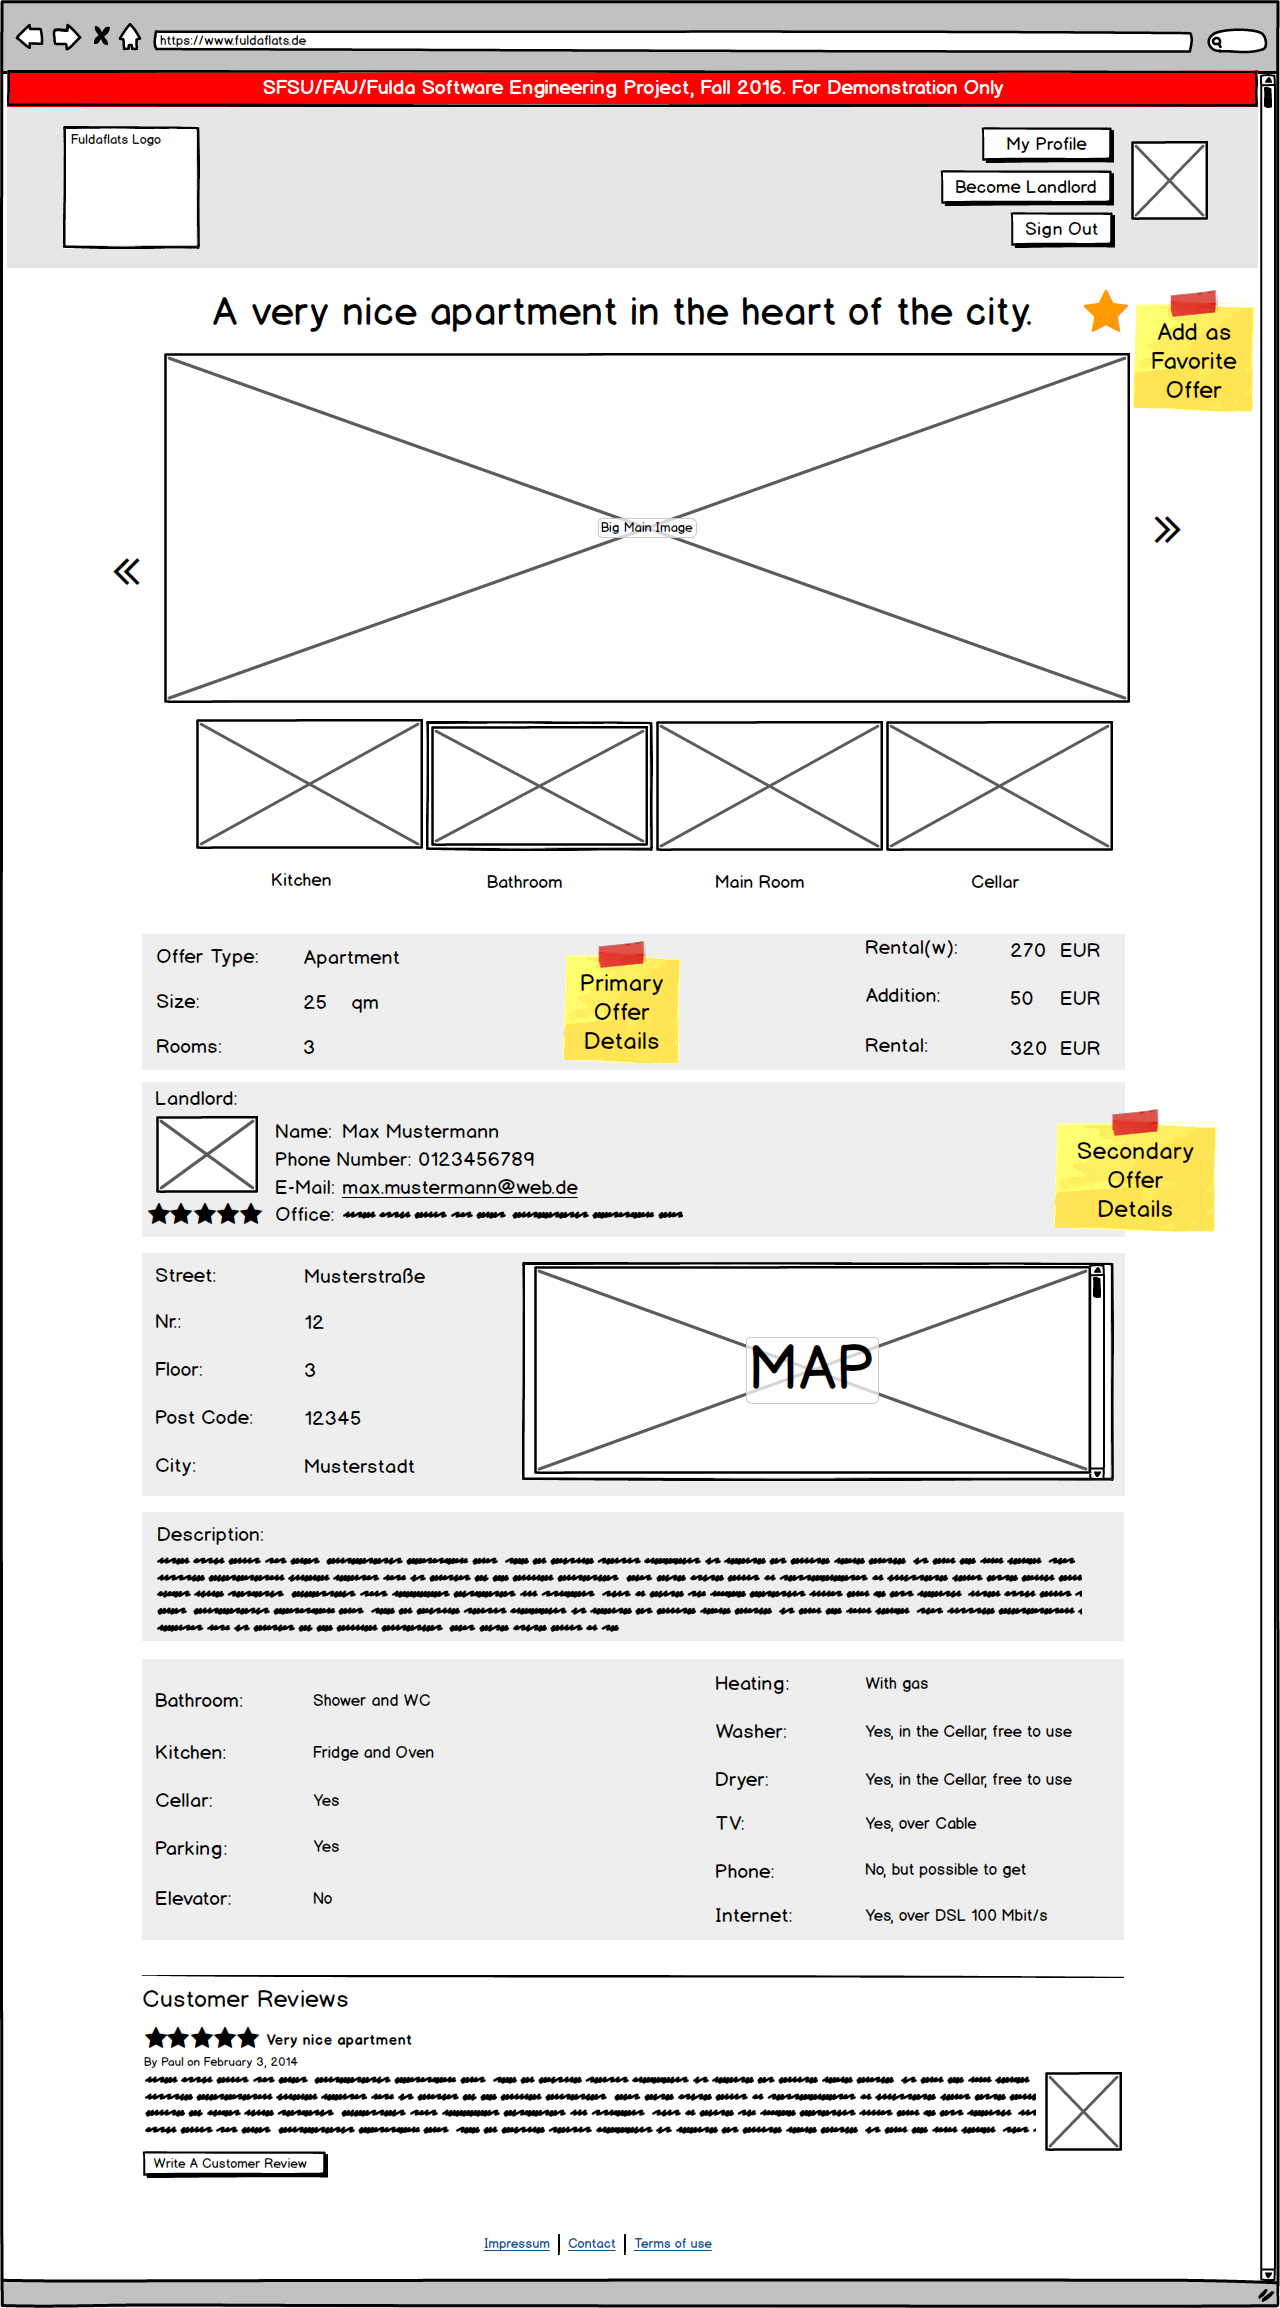 https://www.fuldaflats.de
SFSU/FAU/Fulda Software Engineering Project, Fall 2016. For Demonstration Only
Fuldaflats Logo
My Profile
Become Landlord
Sign Out
A very nice apartment in the heart of the city.
Add as
Favorite
Offer
Big Main Image
Kitchen
Bathroom
Main Room
Cellar
Offer Type: Apartment
Size: 25 qm
Rooms: 3
Primary
Offer
Details
Rental(w): 270 EUR
Addition: 50 EUR
Rental: 320 EUR
Landlord:
Name: Max Mustermann
Phone Number: 0123456789
E-Mail: max.mustermann@web.de
Office:
Secondary
Offer
Details
Street: Musterstraße
Nr.: 12
Floor: 3
Post Code: 12345
City: Musterstadt
MAP
Description:
Bathroom: Shower and WC
Kitchen: Fridge and Oven
Cellar: Yes
Parking: Yes
Elevator: No
Heating: With gas
Washer: Yes, in the Cellar, free to use
Dryer: Yes, in the Cellar, free to use
TV: Yes, over Cable
Phone: No, but possible to get
Internet: Yes, over DSL 100 Mbit/s
Customer Reviews
Very nice apartment
By Paul on February 3, 2014
Write A Customer Review
Impressum | Contact | Terms of use